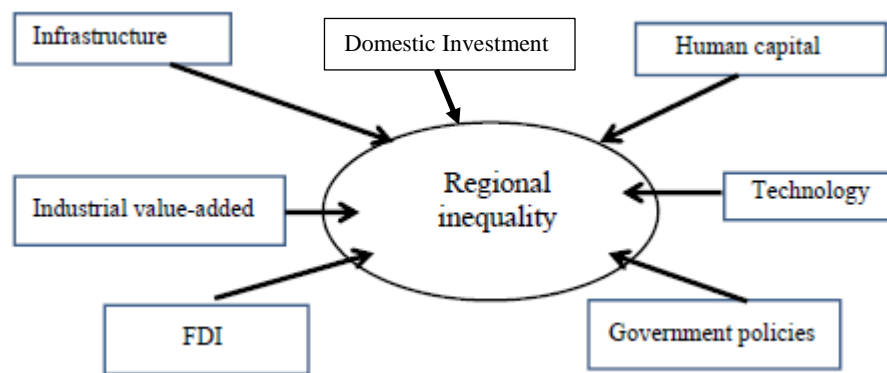 Infrastructure
Domestic Investment
Human capital
Regional
inequality
Technology
Industrial value-added
FDI
Government policies